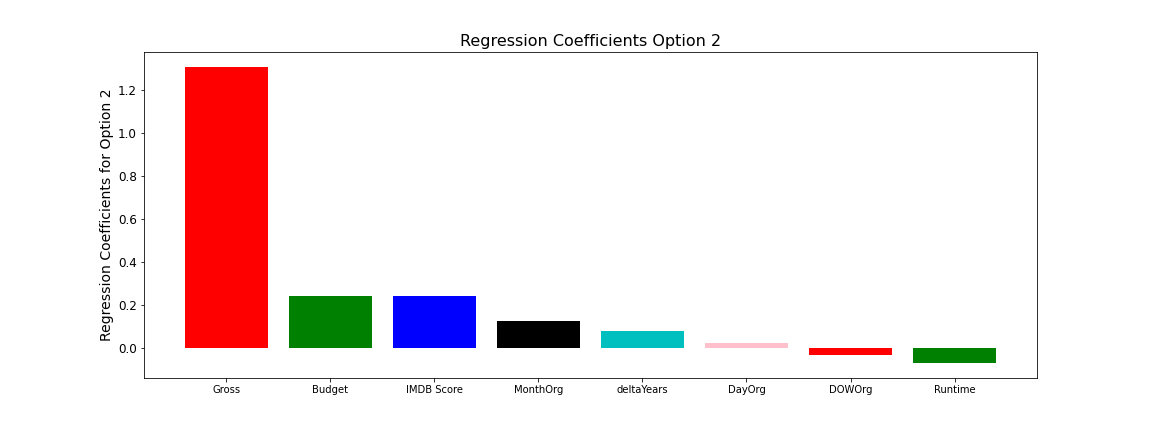 Regression Coefficients Option 2
Regression Coefficients for Option 2
1.2
1.0
0.8
0.6
0.4
0.2
0.0
Gross Budget IMDB Score MonthOrg deltaYears DayOrg DOWOrg Runtime